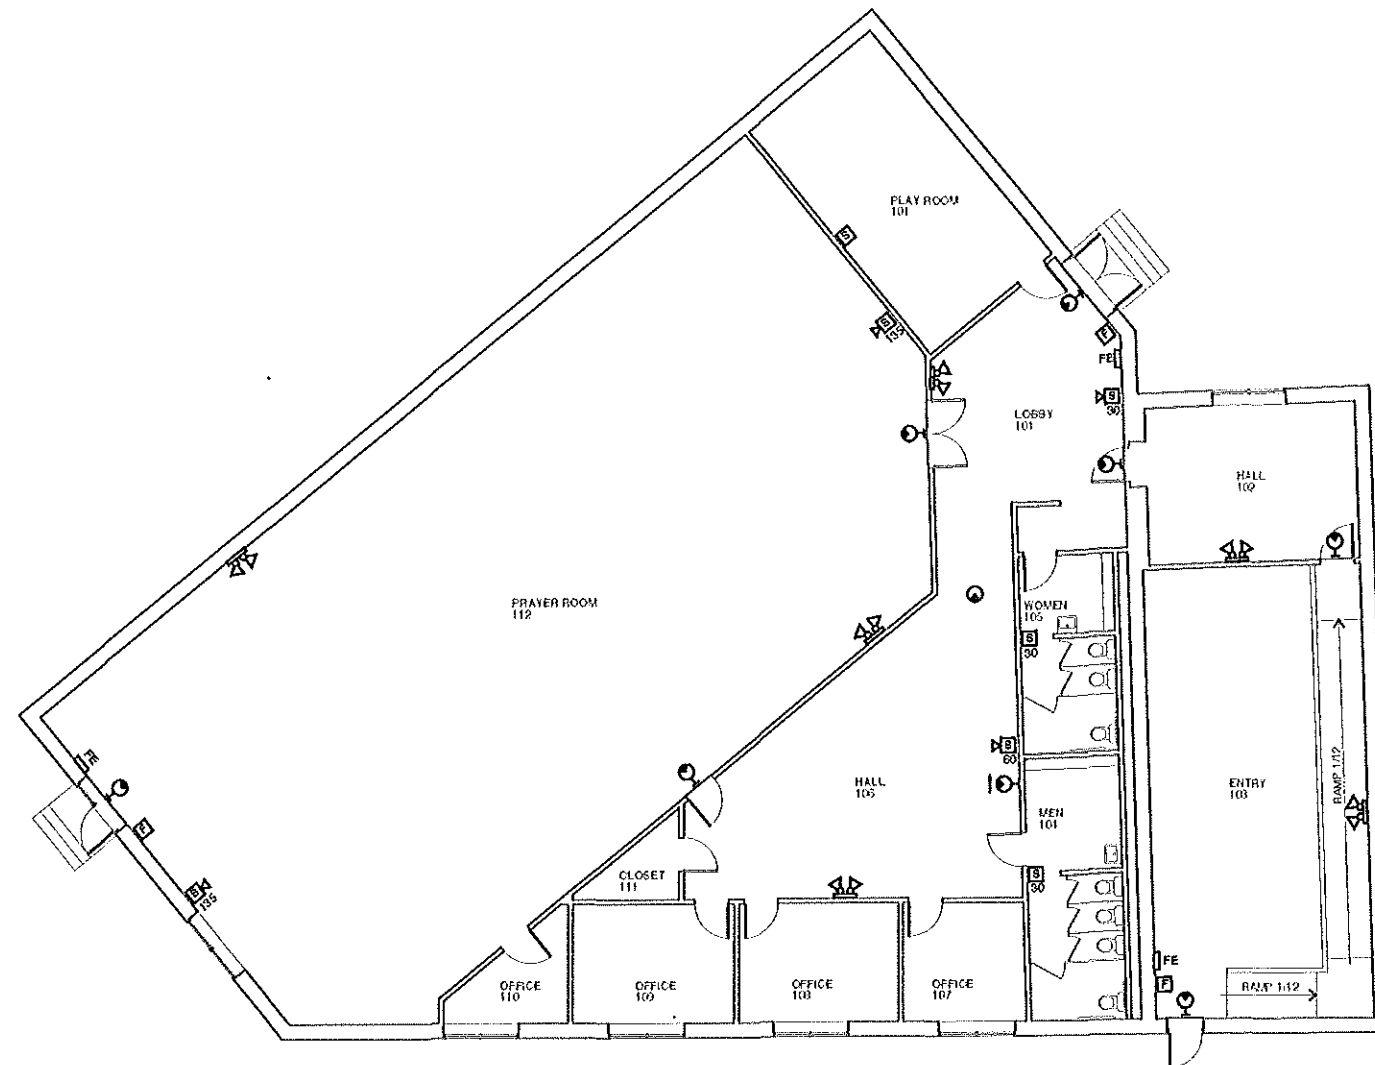 PLAY ROOM
101
S
S
135
F
FE
S
30
LOBBY
101
HALL
102
PRAYER ROOM
112
WOMEN
105
S
30
FE
F
S
135
S
60
HALL
106
MEN
104
S
30
ENTRY
103
RAMP 1/12
CLOSET
111
OFFICE
110
OFFICE
109
OFFICE
108
OFFICE
107
FE
F
RAMP 1/12